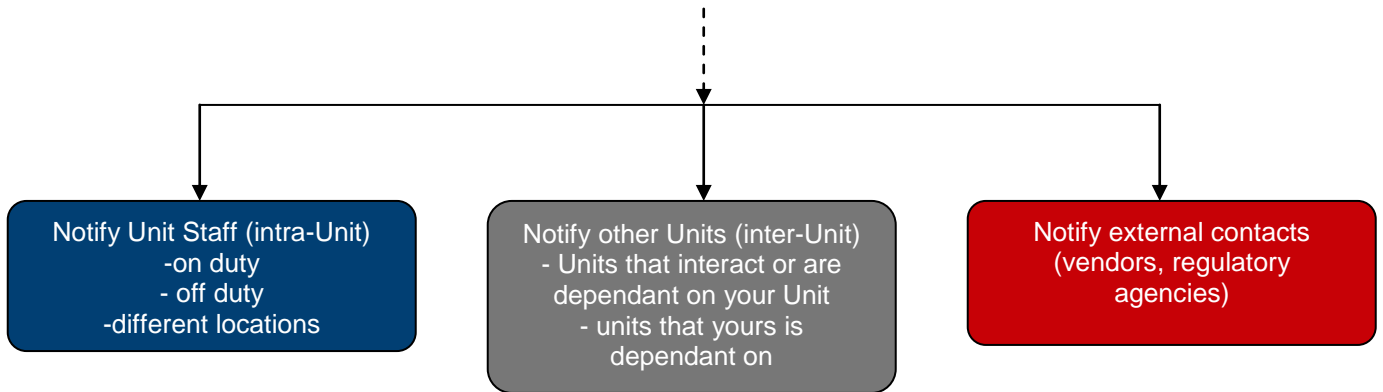 Notify Unit Staff (intra-Unit)
-on duty
- off duty
-different locations
Notify other Units (inter-Unit)
- Units that interact or are
dependant on your Unit
- units that yours is
dependant on
Notify external contacts
(vendors, regulatory
agencies)